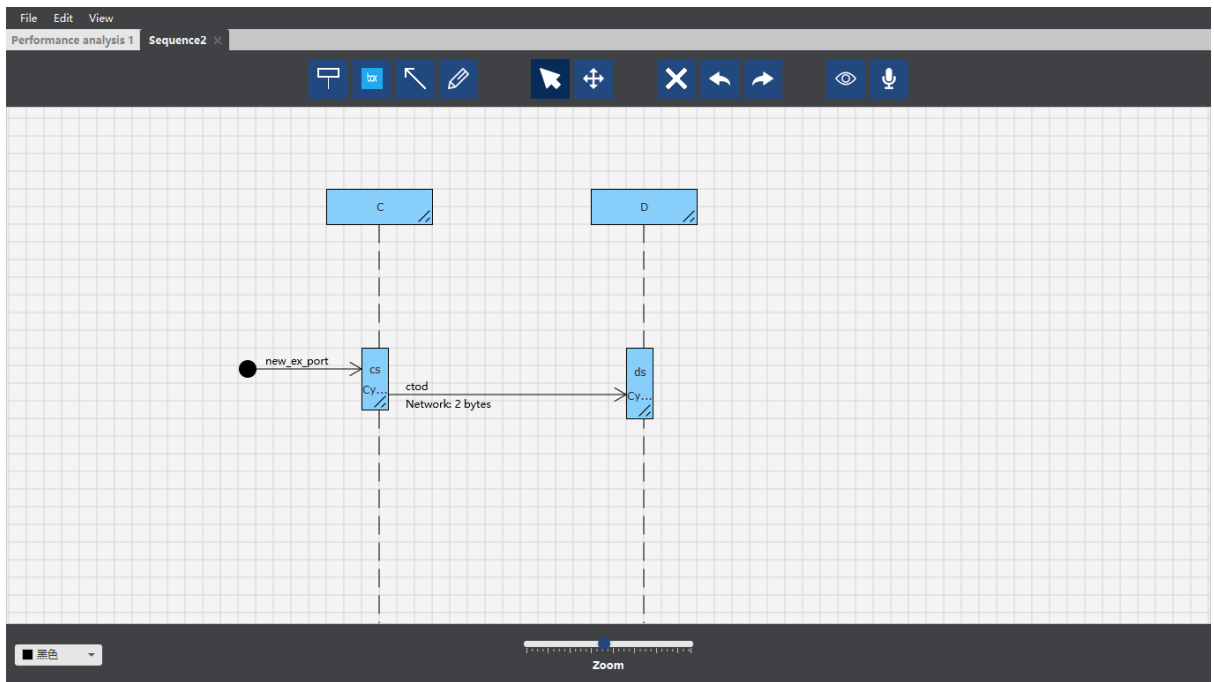 File Edit View
Performance analysis 1 Sequence2
box
C D
new_ex_port
cs
Cy...
ctod
Network: 2 bytes
ds
Cy...
黑色
Zoom